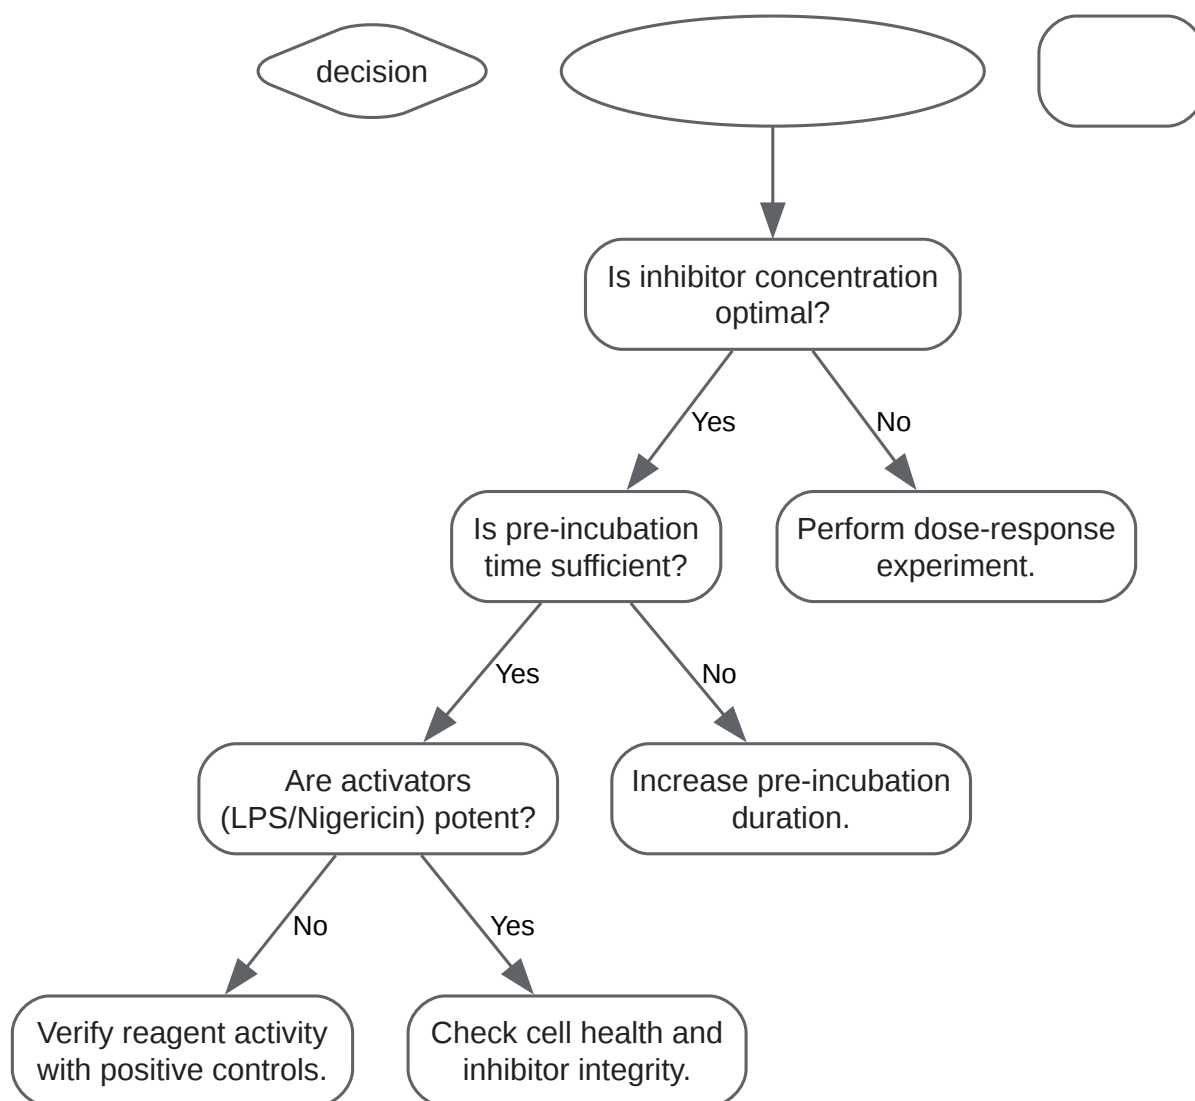 decision
Is inhibitor concentration
optimal?
Yes
No
Is pre-incubation
time sufficient?
Perform dose-response
experiment.
Yes
No
Are activators
(LPS/Nigericin) potent?
Increase pre-incubation
duration.
No
Yes
Verify reagent activity
with positive controls.
Check cell health and
inhibitor integrity.